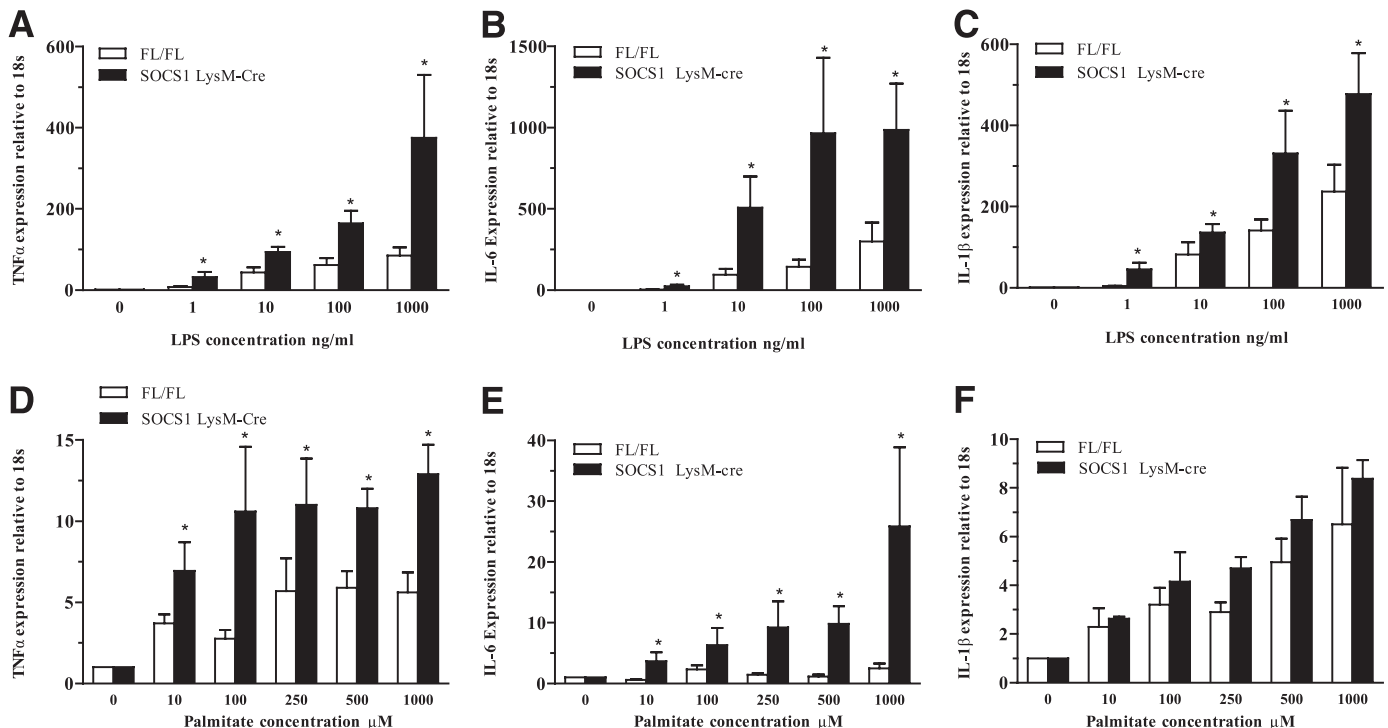 A
TNFα expression relative to 18s
600
400
200
0
FL/FL
SOCS1 LysM-Cre
*
*
*
*
0 1 10 100 1000
LPS concentration ng/ml
B
IL-6 Expression relative to 18s
1500
1000
500
0
FL/FL
SOCS1 LysM-cre
*
*
*
*
0 1 10 100 1000
LPS concentration ng/ml
C
IL-1β expression relative to 18s
600
400
200
0
FL/FL
SOCS1 LysM-cre
*
*
*
*
0 1 10 100 1000
LPS concentration ng/ml
D
TNFα expression relative to 18s
15
10
5
0
FL/FL
SOCS1 LysM-Cre
*
*
*
*
*
0 10 100 250 500 1000
Palmitate concentration μM
E
IL-6 Expression relative to 18s
40
30
20
10
0
FL/FL
SOCS1 LysM-cre
*
*
*
*
*
0 10 100 250 500 1000
Palmitate concentration μM
F
IL-1β expression relative to 18s
10
8
6
4
2
0
FL/FL
SOCS1 LysM-cre
0 10 100 250 500 1000
Palmitate concentration μM